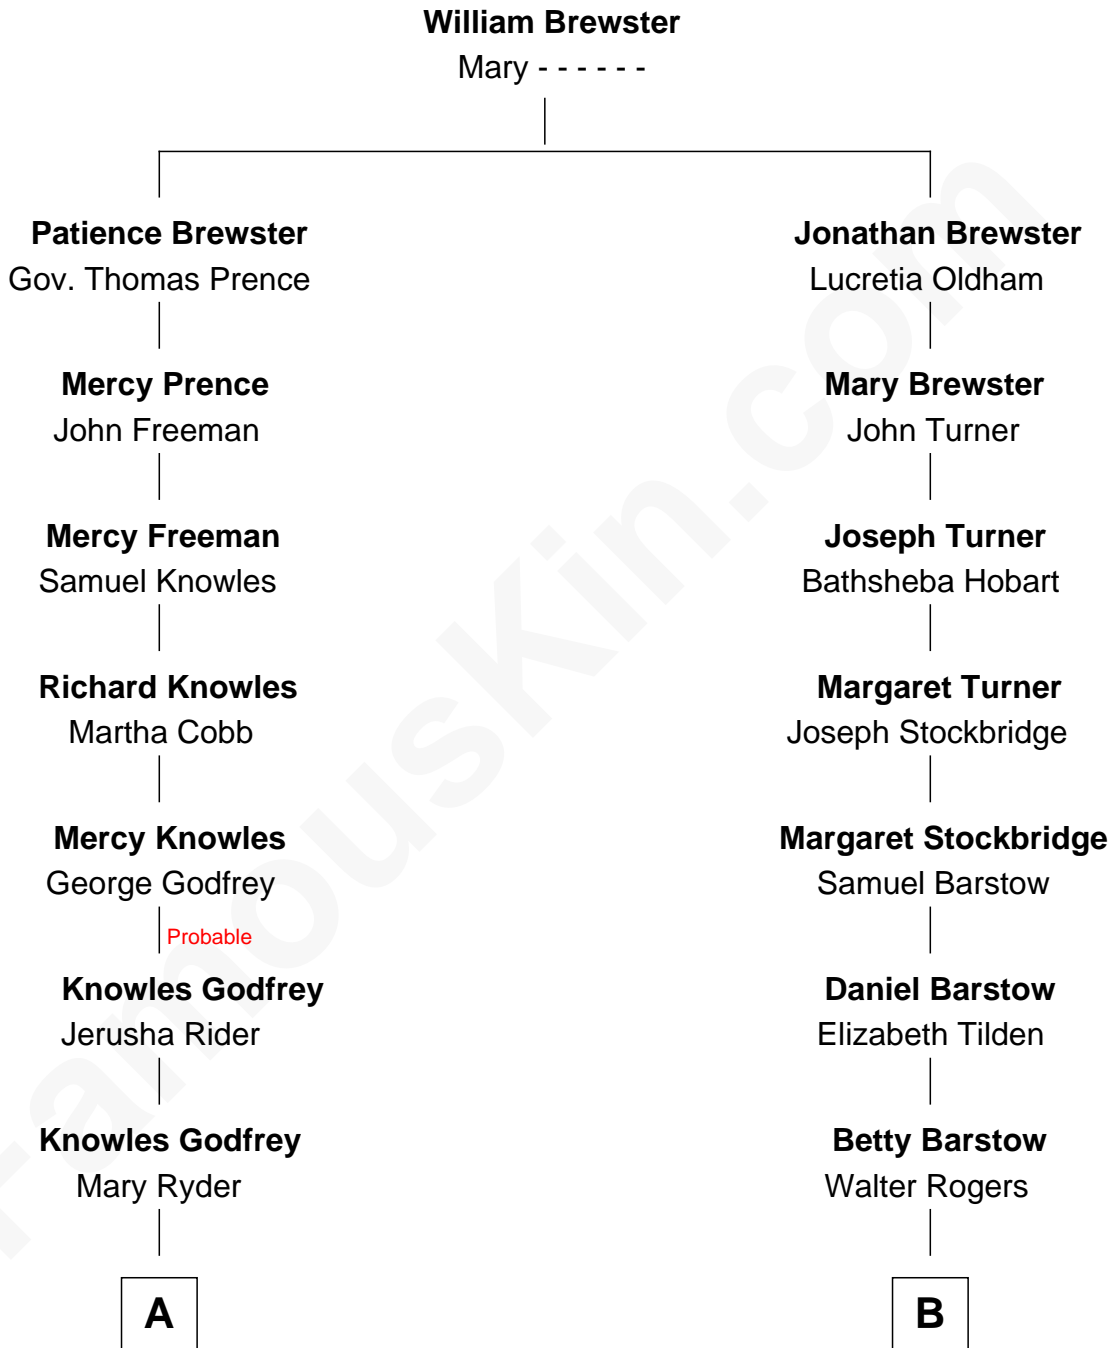 William Brewster
Mary - - - - - -
Patience Brewster
Gov. Thomas Prence
Jonathan Brewster
Lucretia Oldham
Mercy Prence
John Freeman
Mary Brewster
John Turner
Mercy Freeman
Samuel Knowles
Joseph Turner
Bathsheba Hobart
Richard Knowles
Martha Cobb
Margaret Turner
Joseph Stockbridge
Mercy Knowles
George Godfrey
Margaret Stockbridge
Samuel Barstow
Probable
Knowles Godfrey
Jerusha Rider
Daniel Barstow
Elizabeth Tilden
Knowles Godfrey
Mary Ryder
Betty Barstow
Walter Rogers
A
B
FamousKin.com